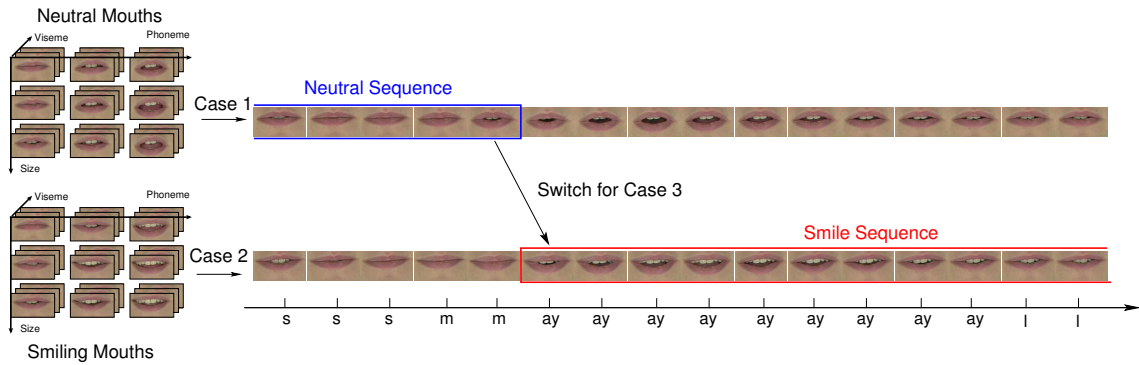 Neutral Mouths
Viseme
Phoneme
Size
Case 1
Neutral Sequence
Switch for Case 3
Viseme
Phoneme
Size
Smiling Mouths
Case 2
Smile Sequence
s s s m m ay ay ay ay ay ay ay ay ay l l